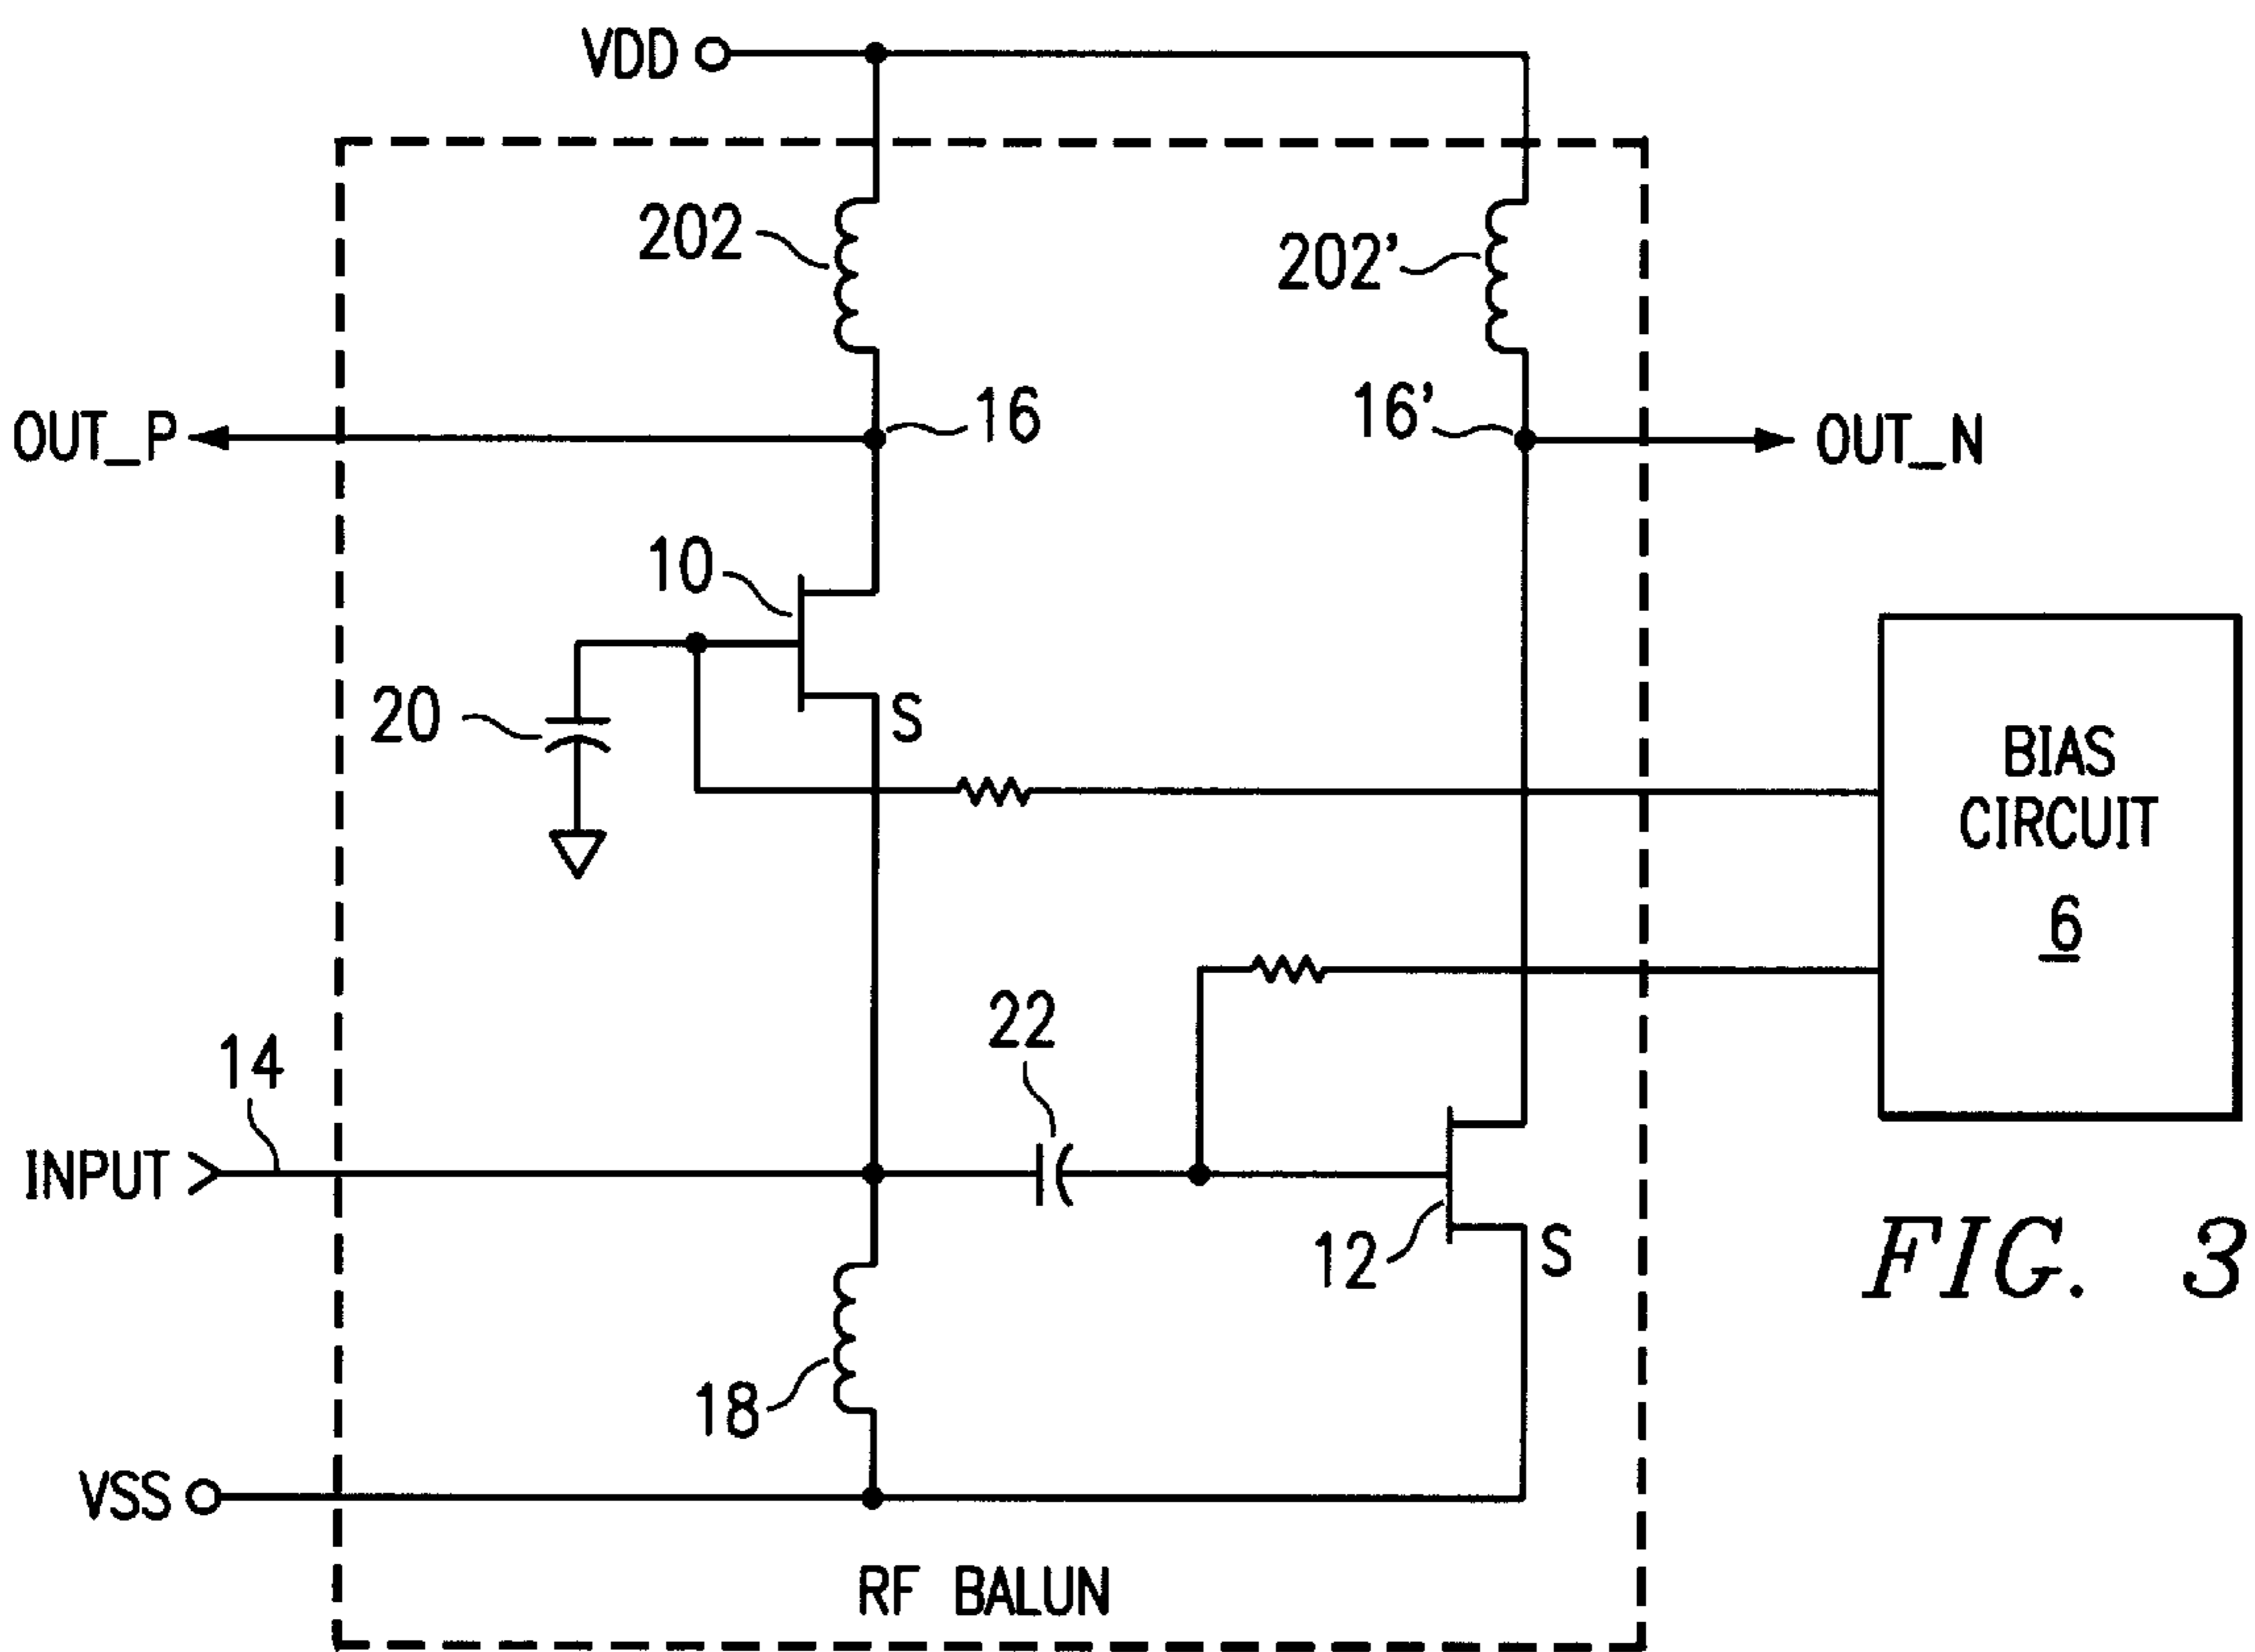 VDD
202
202'
OUT_P
16
16'
OUT_N
10
20
S
BIAS
CIRCUIT
6
22
14
INPUT
12
S
FIG. 3
18
VSS
RF BALUN